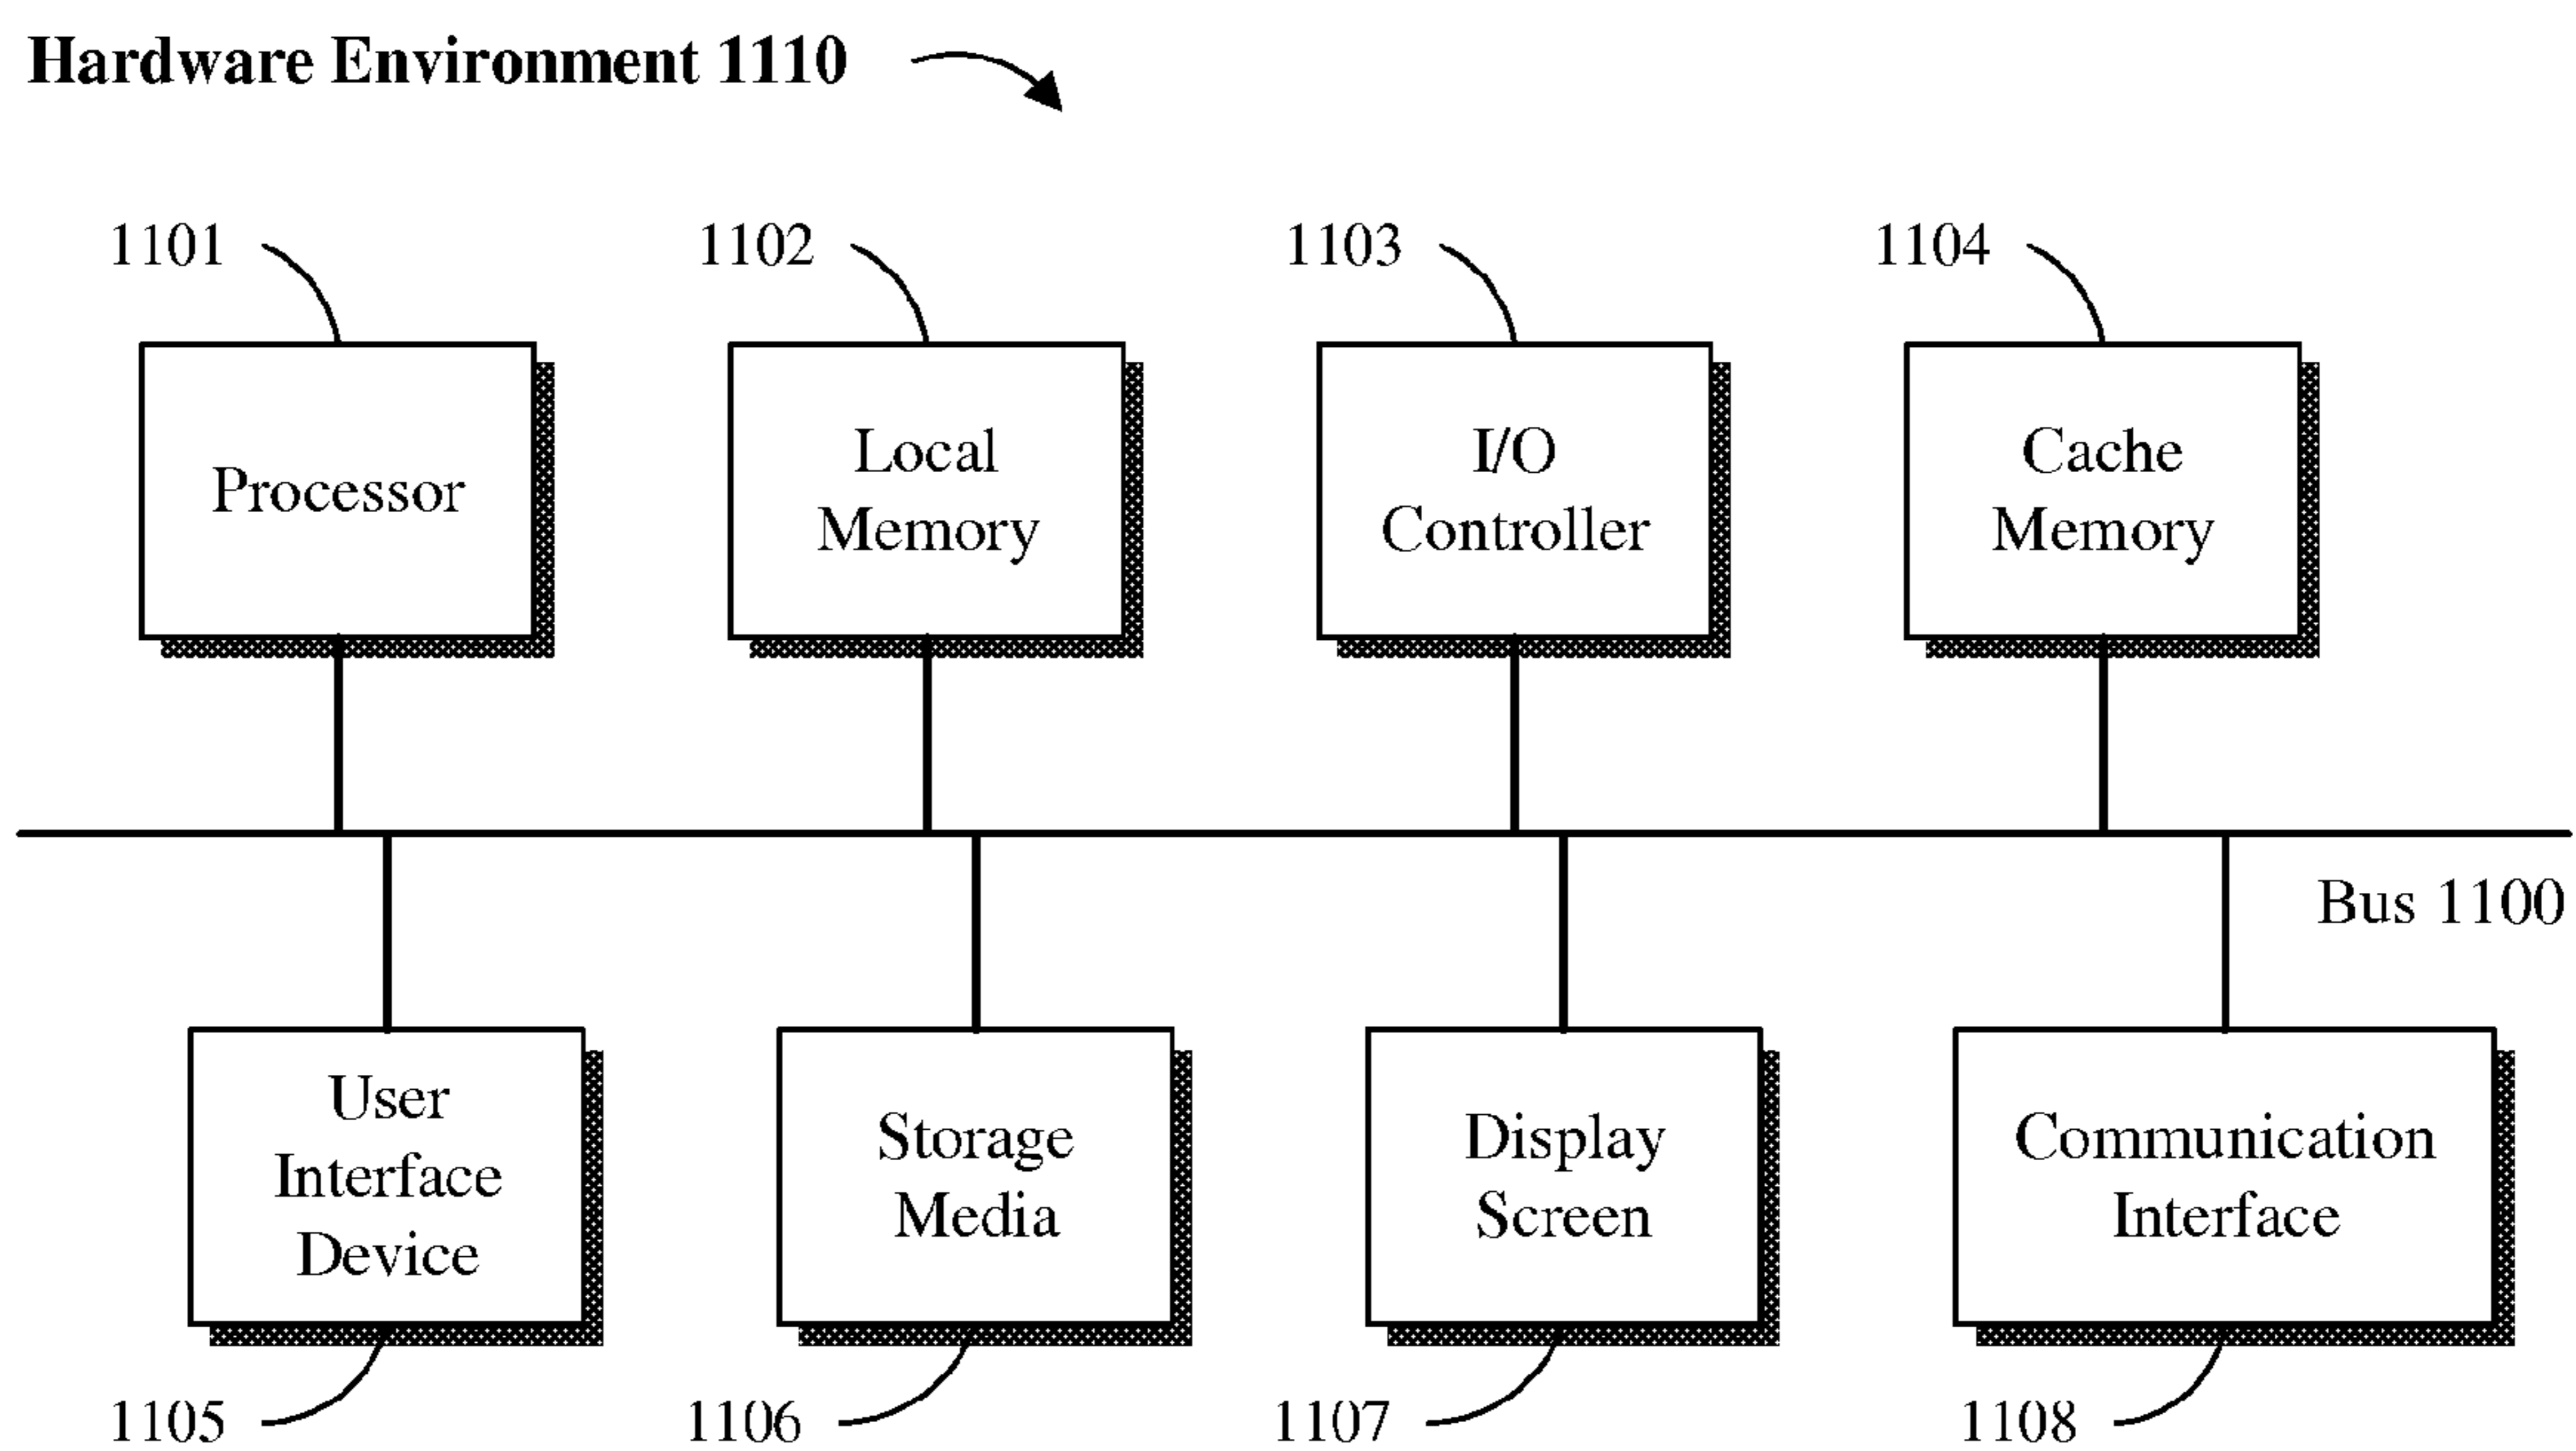 Hardware Environment 1110
1101
1102
1103
1104
Processor
Local
Memory
I/O
Controller
Cache
Memory
Bus 1100
User
Interface
Device
Storage
Media
Display
Screen
Communication
Interface
1105
1106
1107
1108